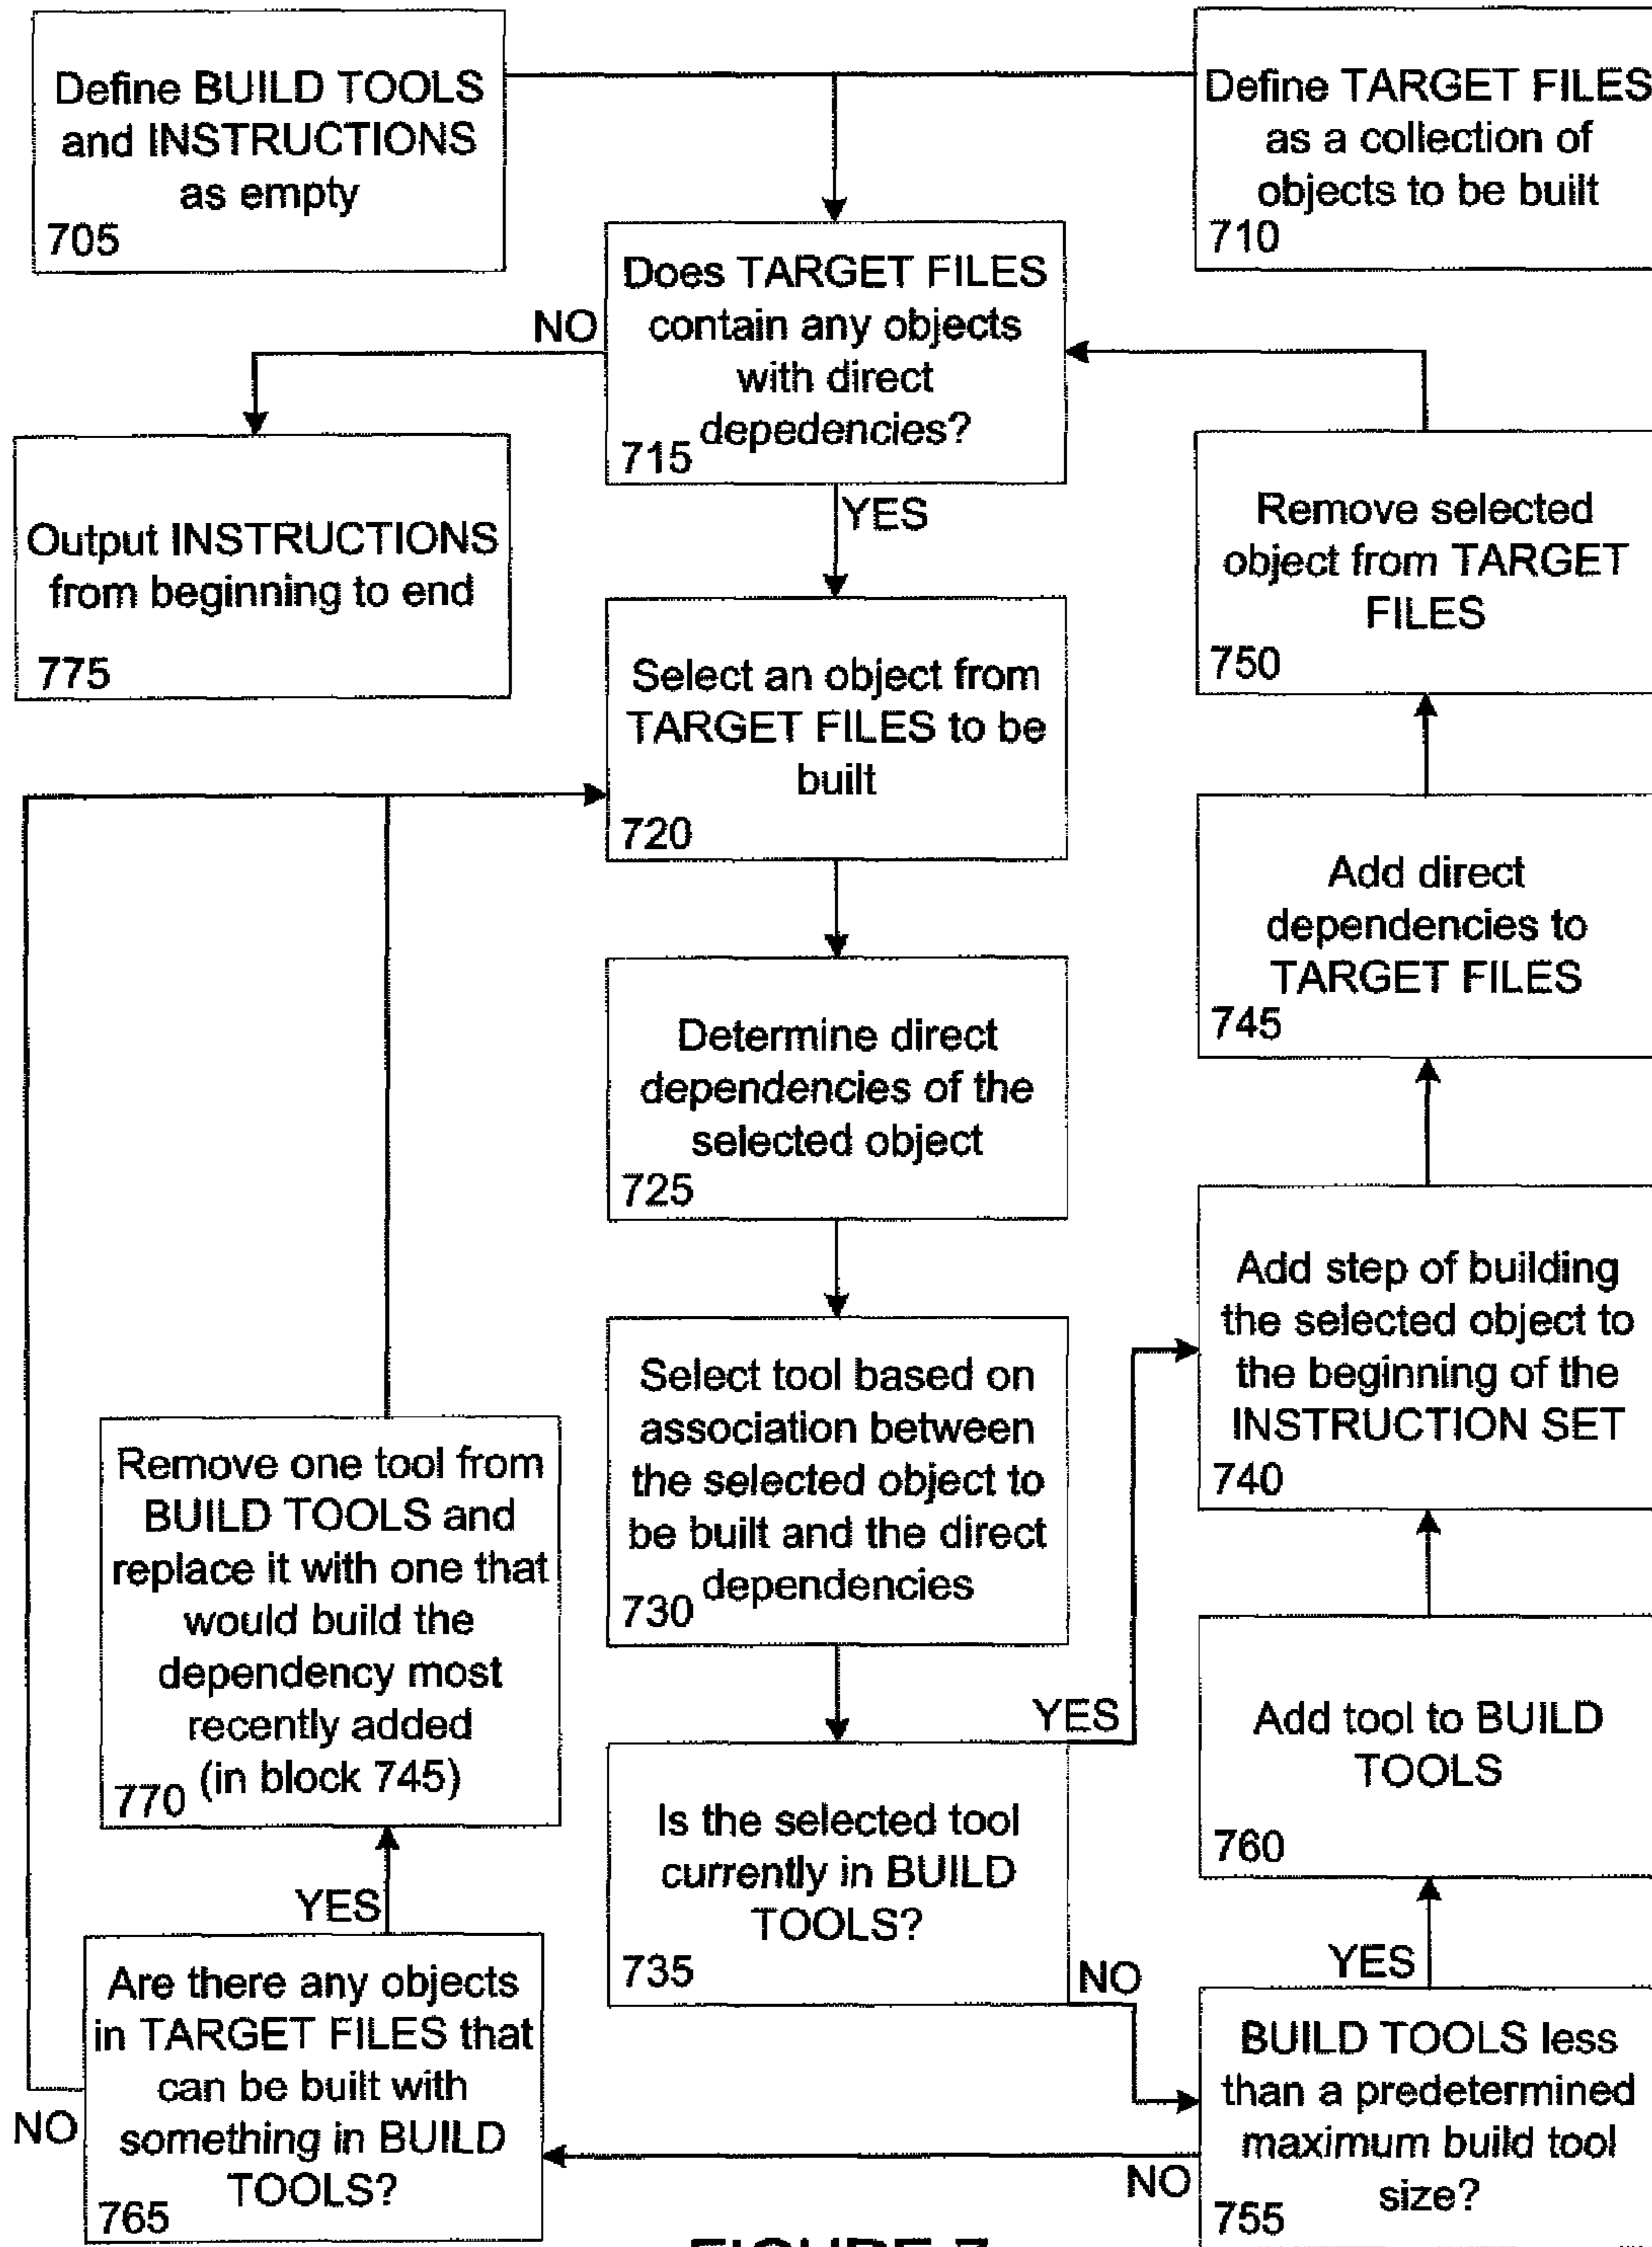 Define BUILD TOOLS
and INSTRUCTIONS
as empty
705
Define TARGET FILES
as a collection of
objects to be built
710
Does TARGET FILES
contain any objects
with direct
depedencies?
715
NO
YES
Output INSTRUCTIONS
from beginning to end
775
Select an object from
TARGET FILES to be
built
720
Remove selected
object from TARGET
FILES
750
Determine direct
dependencies of the
selected object
725
Add direct
dependencies to
TARGET FILES
745
Select tool based on
association between
the selected object to
be built and the direct
dependencies
730
Add step of building
the selected object to
the beginning of the
INSTRUCTION SET
740
Remove one tool from
BUILD TOOLS and
replace it with one that
would build the
dependency most
recently added
(in block 745)
770
Is the selected tool
currently in BUILD
TOOLS?
735
YES
NO
Add tool to BUILD
TOOLS
760
YES
Are there any objects
in TARGET FILES that
can be built with
something in BUILD
TOOLS?
765
NO
YES
BUILD TOOLS less
than a predetermined
maximum build tool
size?
755
NO
FIGURE 7